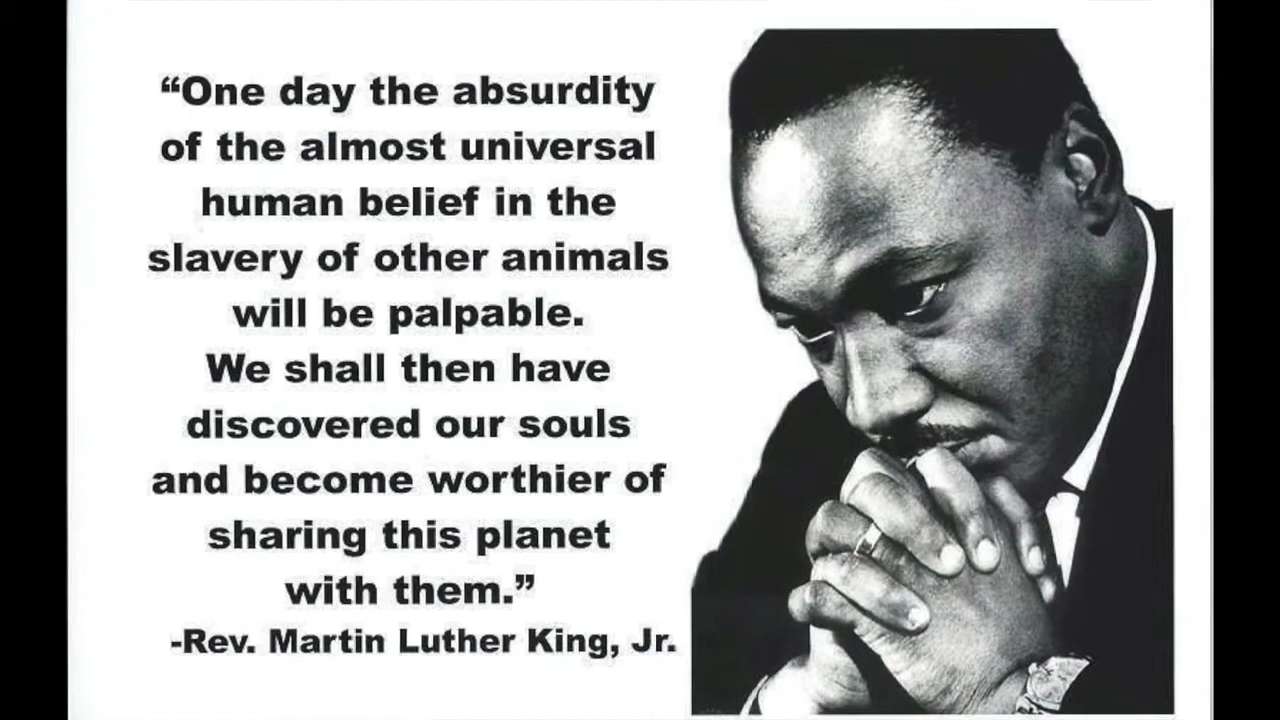 “One day the absurdity
of the almost universal
human belief in the
slavery of other animals
will be palpable.
We shall then have
discovered our souls
and become worthier of
sharing this planet
with them.”
-Rev. Martin Luther King, Jr.